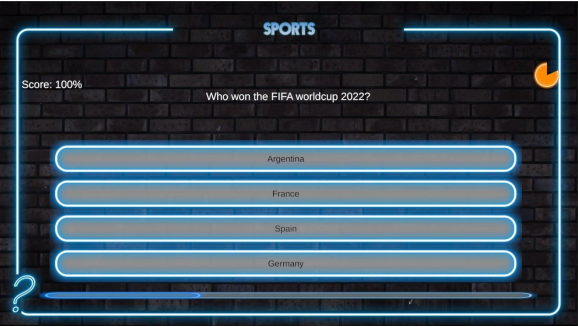 SPORTS
Score: 100%
Who won the FIFA worldcup 2022?
Argentina
France
Spain
Germany
?